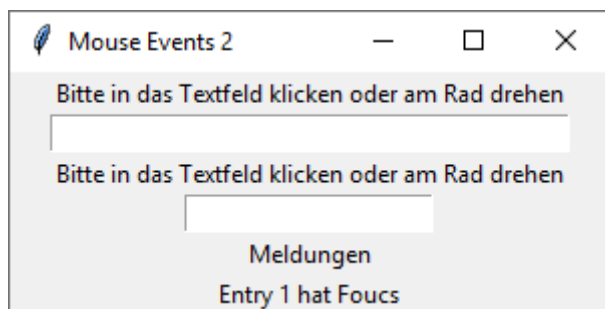 Mouse Events 2
Bitte in das Textfeld klicken oder am Rad drehen
Bitte in das Textfeld klicken oder am Rad drehen
Meldungen
Entry 1 hat Foucs